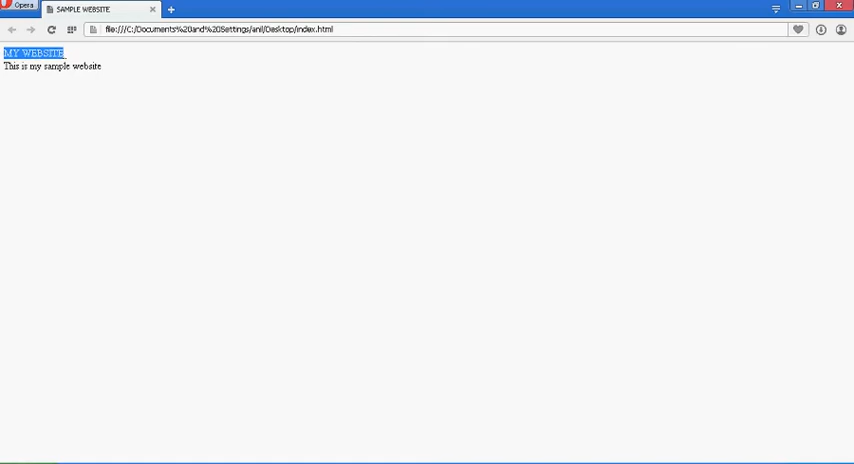 Opera
SAMPLE WEBSITE
file:///C:/Documents%20and%20Settings/anil/Desktop/index.html
MY WEBSITE
This is my sample website